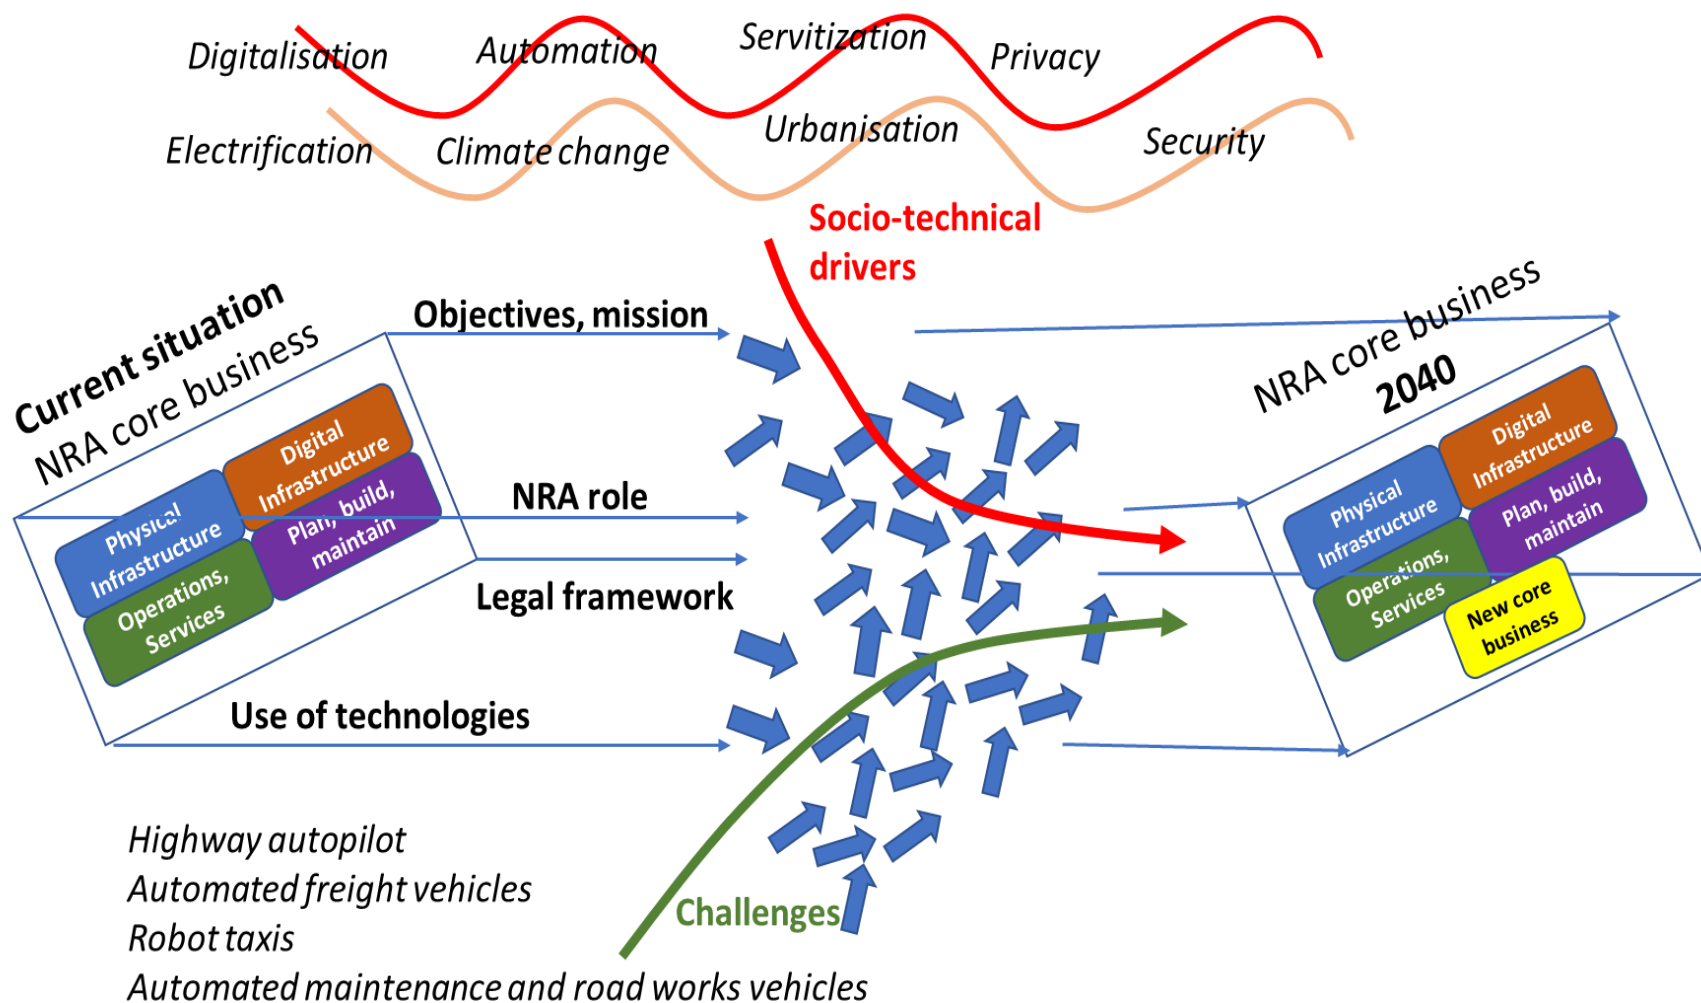 Digitalisation
Automation
Servitization
Privacy
Electrification
Climate change
Urbanisation
Security
Socio-technical
drivers
Current situation
NRA core business
Physical
Infrastructure
Digital
Infrastructure
Operations,
Services
Plan, build,
maintain
Objectives, mission
NRA role
Legal framework
Use of technologies
NRA core business
2040
Physical
Infrastructure
Digital
Infrastructure
Operations,
Services
Plan, build,
maintain
New core
business
Highway autopilot
Automated freight vehicles
Robot taxis
Automated maintenance and road works vehicles
Challenges